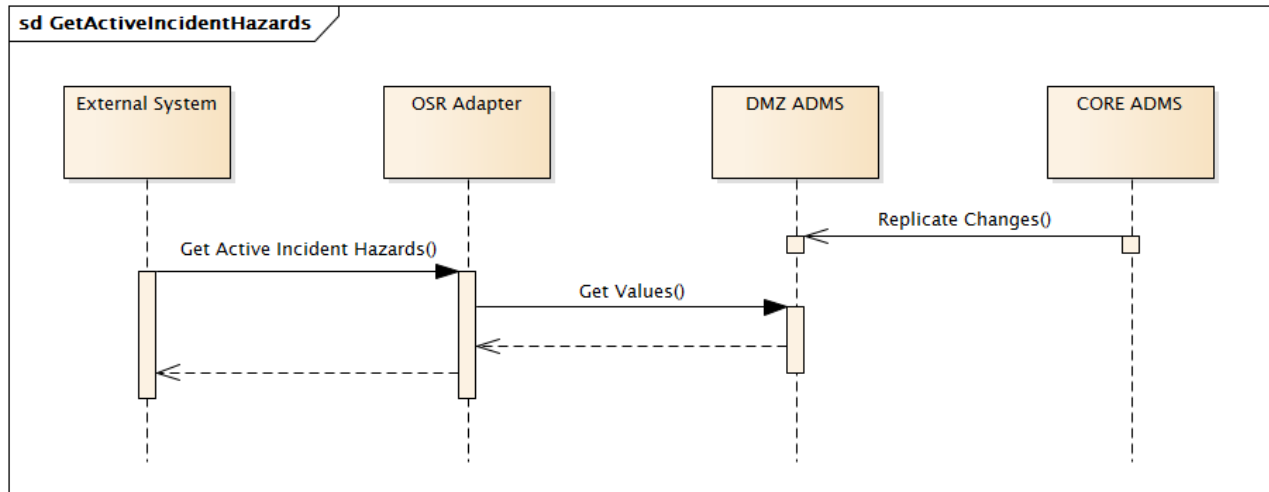 sd GetActiveIncidentHazards
External System
OSR Adapter
DMZ ADMS
CORE ADMS
Replicate Changes()
Get Active Incident Hazards()
Get Values()